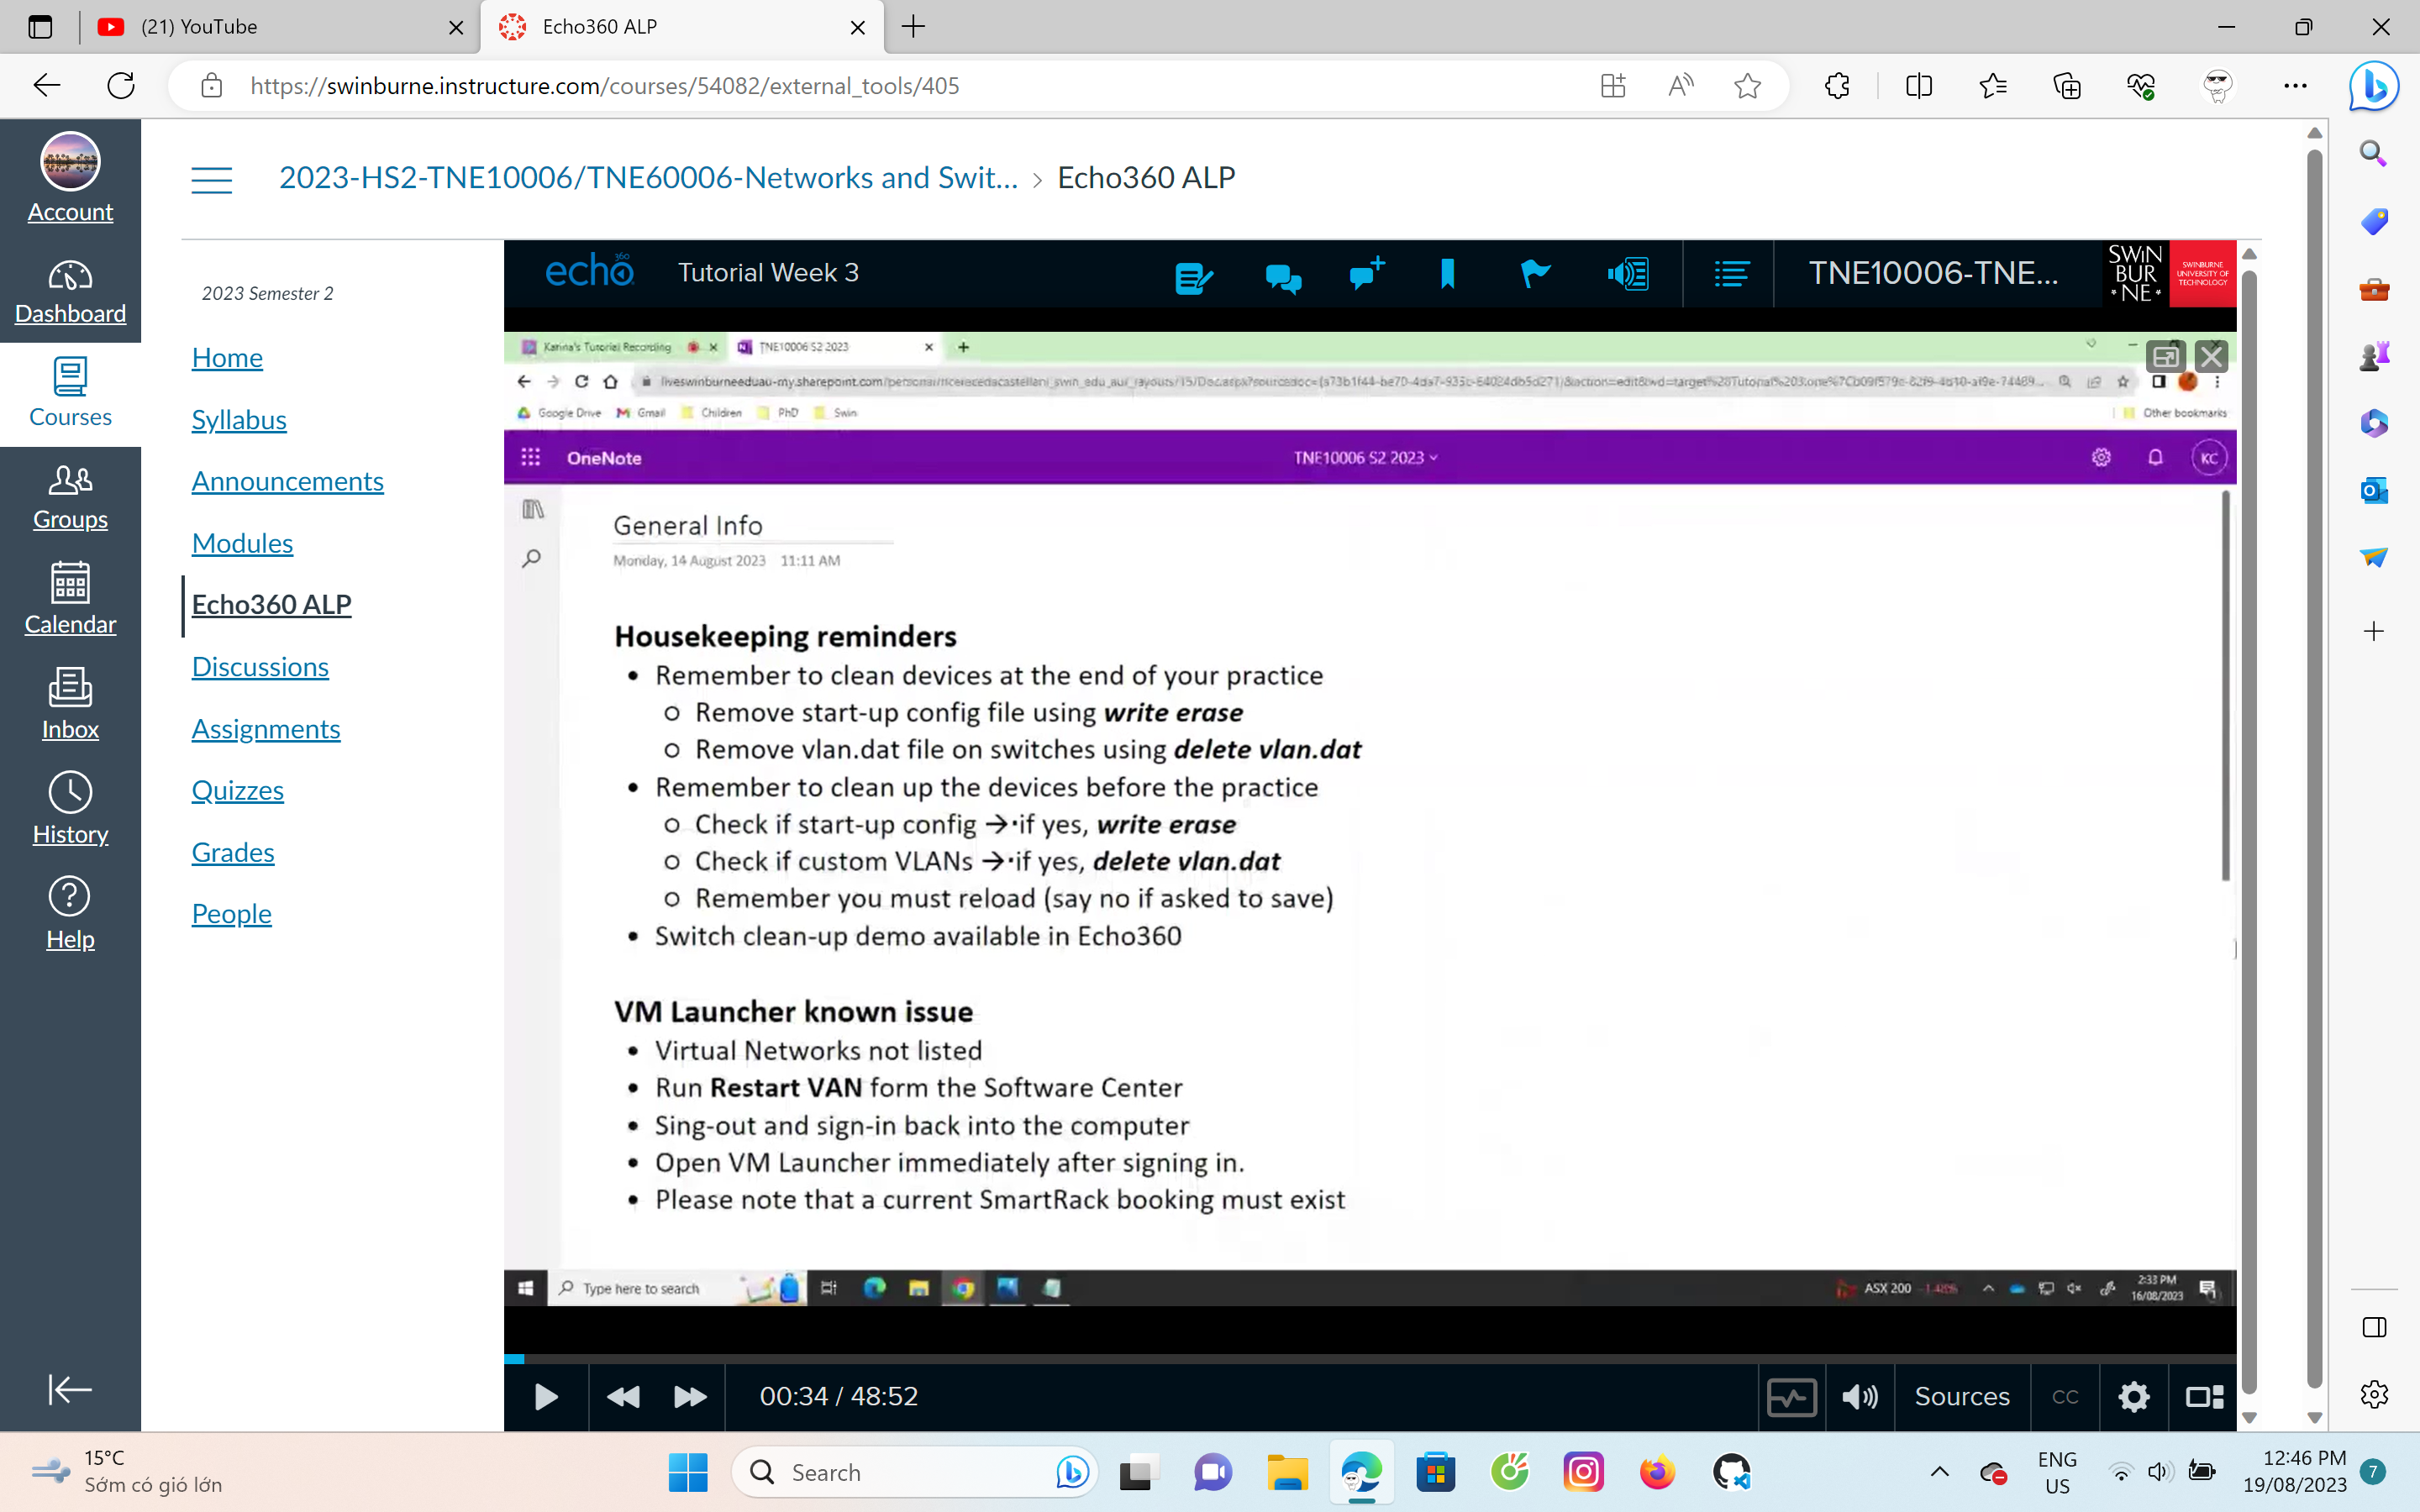 (21) YouTube
Echo360 ALP
https://swinburne.instructure.com/courses/54082/external_tools/405
Account
Dashboard
Courses
Groups
Calendar
Inbox
History
Help
2023-HS2-TNE10006/TNE60006-Networks and Swit... > Echo360 ALP
2023 Semester 2
Home
Syllabus
Announcements
Modules
Echo360 ALP
Discussions
Assignments
Quizzes
Grades
People
echo 360
Tutorial Week 3
TNE10006-TNE...
SWIN BUR NE
SWINBURNE UNIVERSITY OF TECHNOLOGY
Karina's Tutorial Recording
TNE10006 S2 2023
Google Drive Gmail Children PhD Swin Other bookmarks
OneNote
TNE10006 S2 2023
KC
General Info
Monday, 14 August 2023 11:11 AM
Housekeeping reminders
• Remember to clean devices at the end of your practice
o Remove start-up config file using write erase
o Remove vlan.dat file on switches using delete vlan.dat
• Remember to clean up the devices before the practice
o Check if start-up config →·if yes, write erase
o Check if custom VLANs →·if yes, delete vlan.dat
o Remember you must reload (say no if asked to save)
• Switch clean-up demo available in Echo360
VM Launcher known issue
• Virtual Networks not listed
• Run Restart VAN form the Software Center
• Sing-out and sign-in back into the computer
• Open VM Launcher immediately after signing in.
• Please note that a current SmartRack booking must exist
Type here to search
ASX 200
2:33 PM
16/08/2023
00:34 / 48:52
Sources
CC
15°C
Sớm có gió lớn
Search
ENG
US
12:46 PM
19/08/2023
7